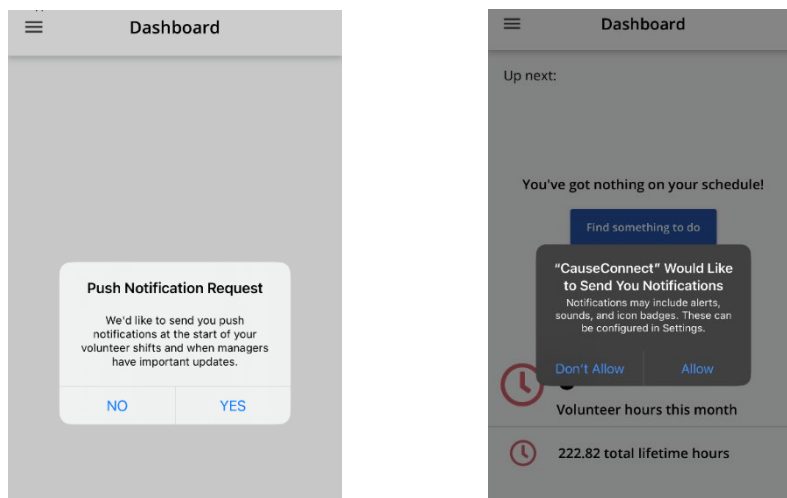 Dashboard
Push Notification Request
We'd like to send you push
notifications at the start of your
volunteer shifts and when managers
have important updates.
NO
YES
Dashboard
Up next:
You've got nothing on your schedule!
Find something to do
“CauseConnect” Would Like
to Send You Notifications
Notifications may include alerts,
sounds, and icon badges. These can
be configured in Settings.
Don't Allow
Allow
Volunteer hours this month
222.82 total lifetime hours